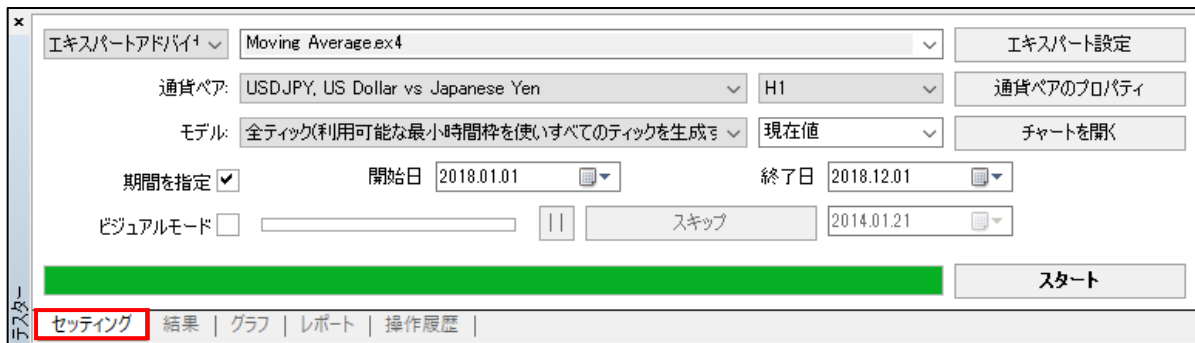 エキスパートアドバイザ Moving Average.ex4 エキスパート設定
通貨ペア: USDJPY, US Dollar vs Japanese Yen H1 通貨ペアのプロパティ
モデル: 全ティック(利用可能な最小時間枠を使いすべてのティックを生成す 現在値 チャートを開く
期間を指定 開始日 2018.01.01 終了日 2018.12.01
ビジュアルモード スキップ 2014.01.21
スタート
テスター
セッティング | 結果 | グラフ | レポート | 操作履歴 |